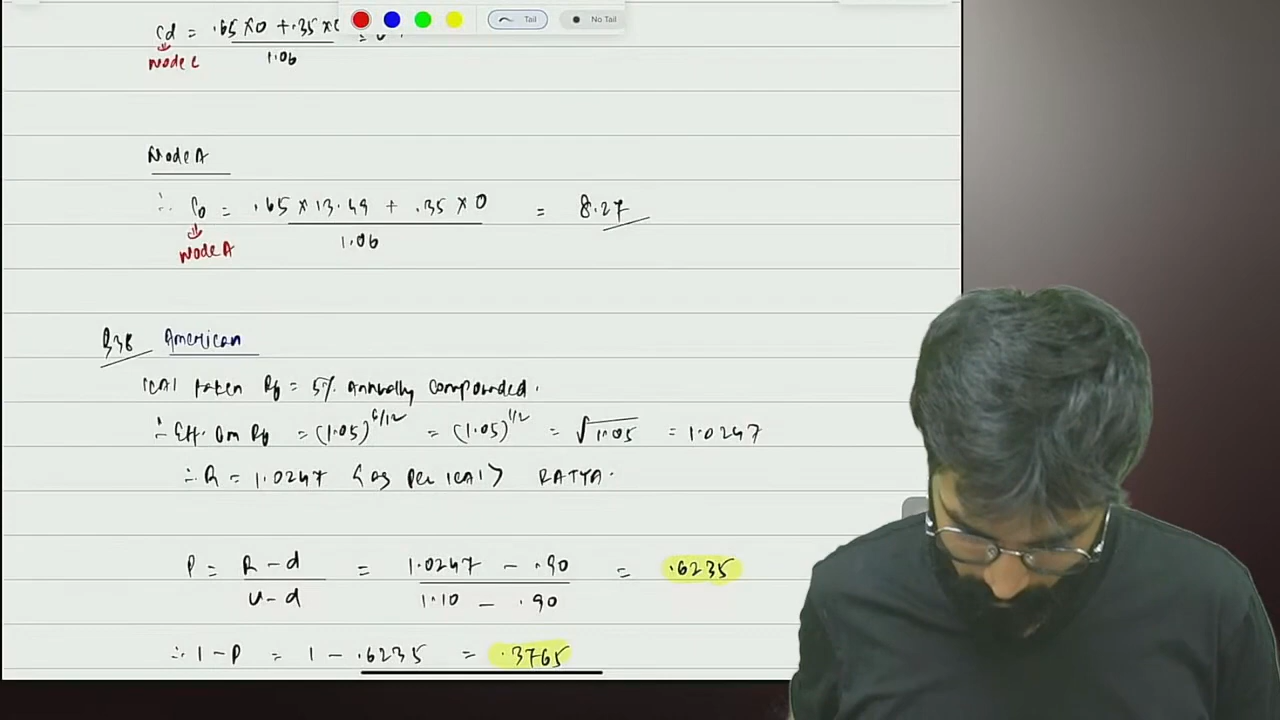 Tail No Tail
Cd = .65 × 0 + .35 × 0
1.06
Node C
Node A
∴ C0 = .65 × 13.49 + .35 × 0 = 8.27
1.06
Node A
Q38 American
ICAI taken Rf = 5% Annually compounded.
∴ Eff. 6m Rf = (1.05)^6/12 = (1.05)^1/2 = √1.05 = 1.0247
∴ R = 1.0247 <as per ICAI> RATTA.
P = R - d = 1.0247 - .90 = .6235
u - d 1.10 - .90
∴ 1 - P = 1 - .6235 = .3765